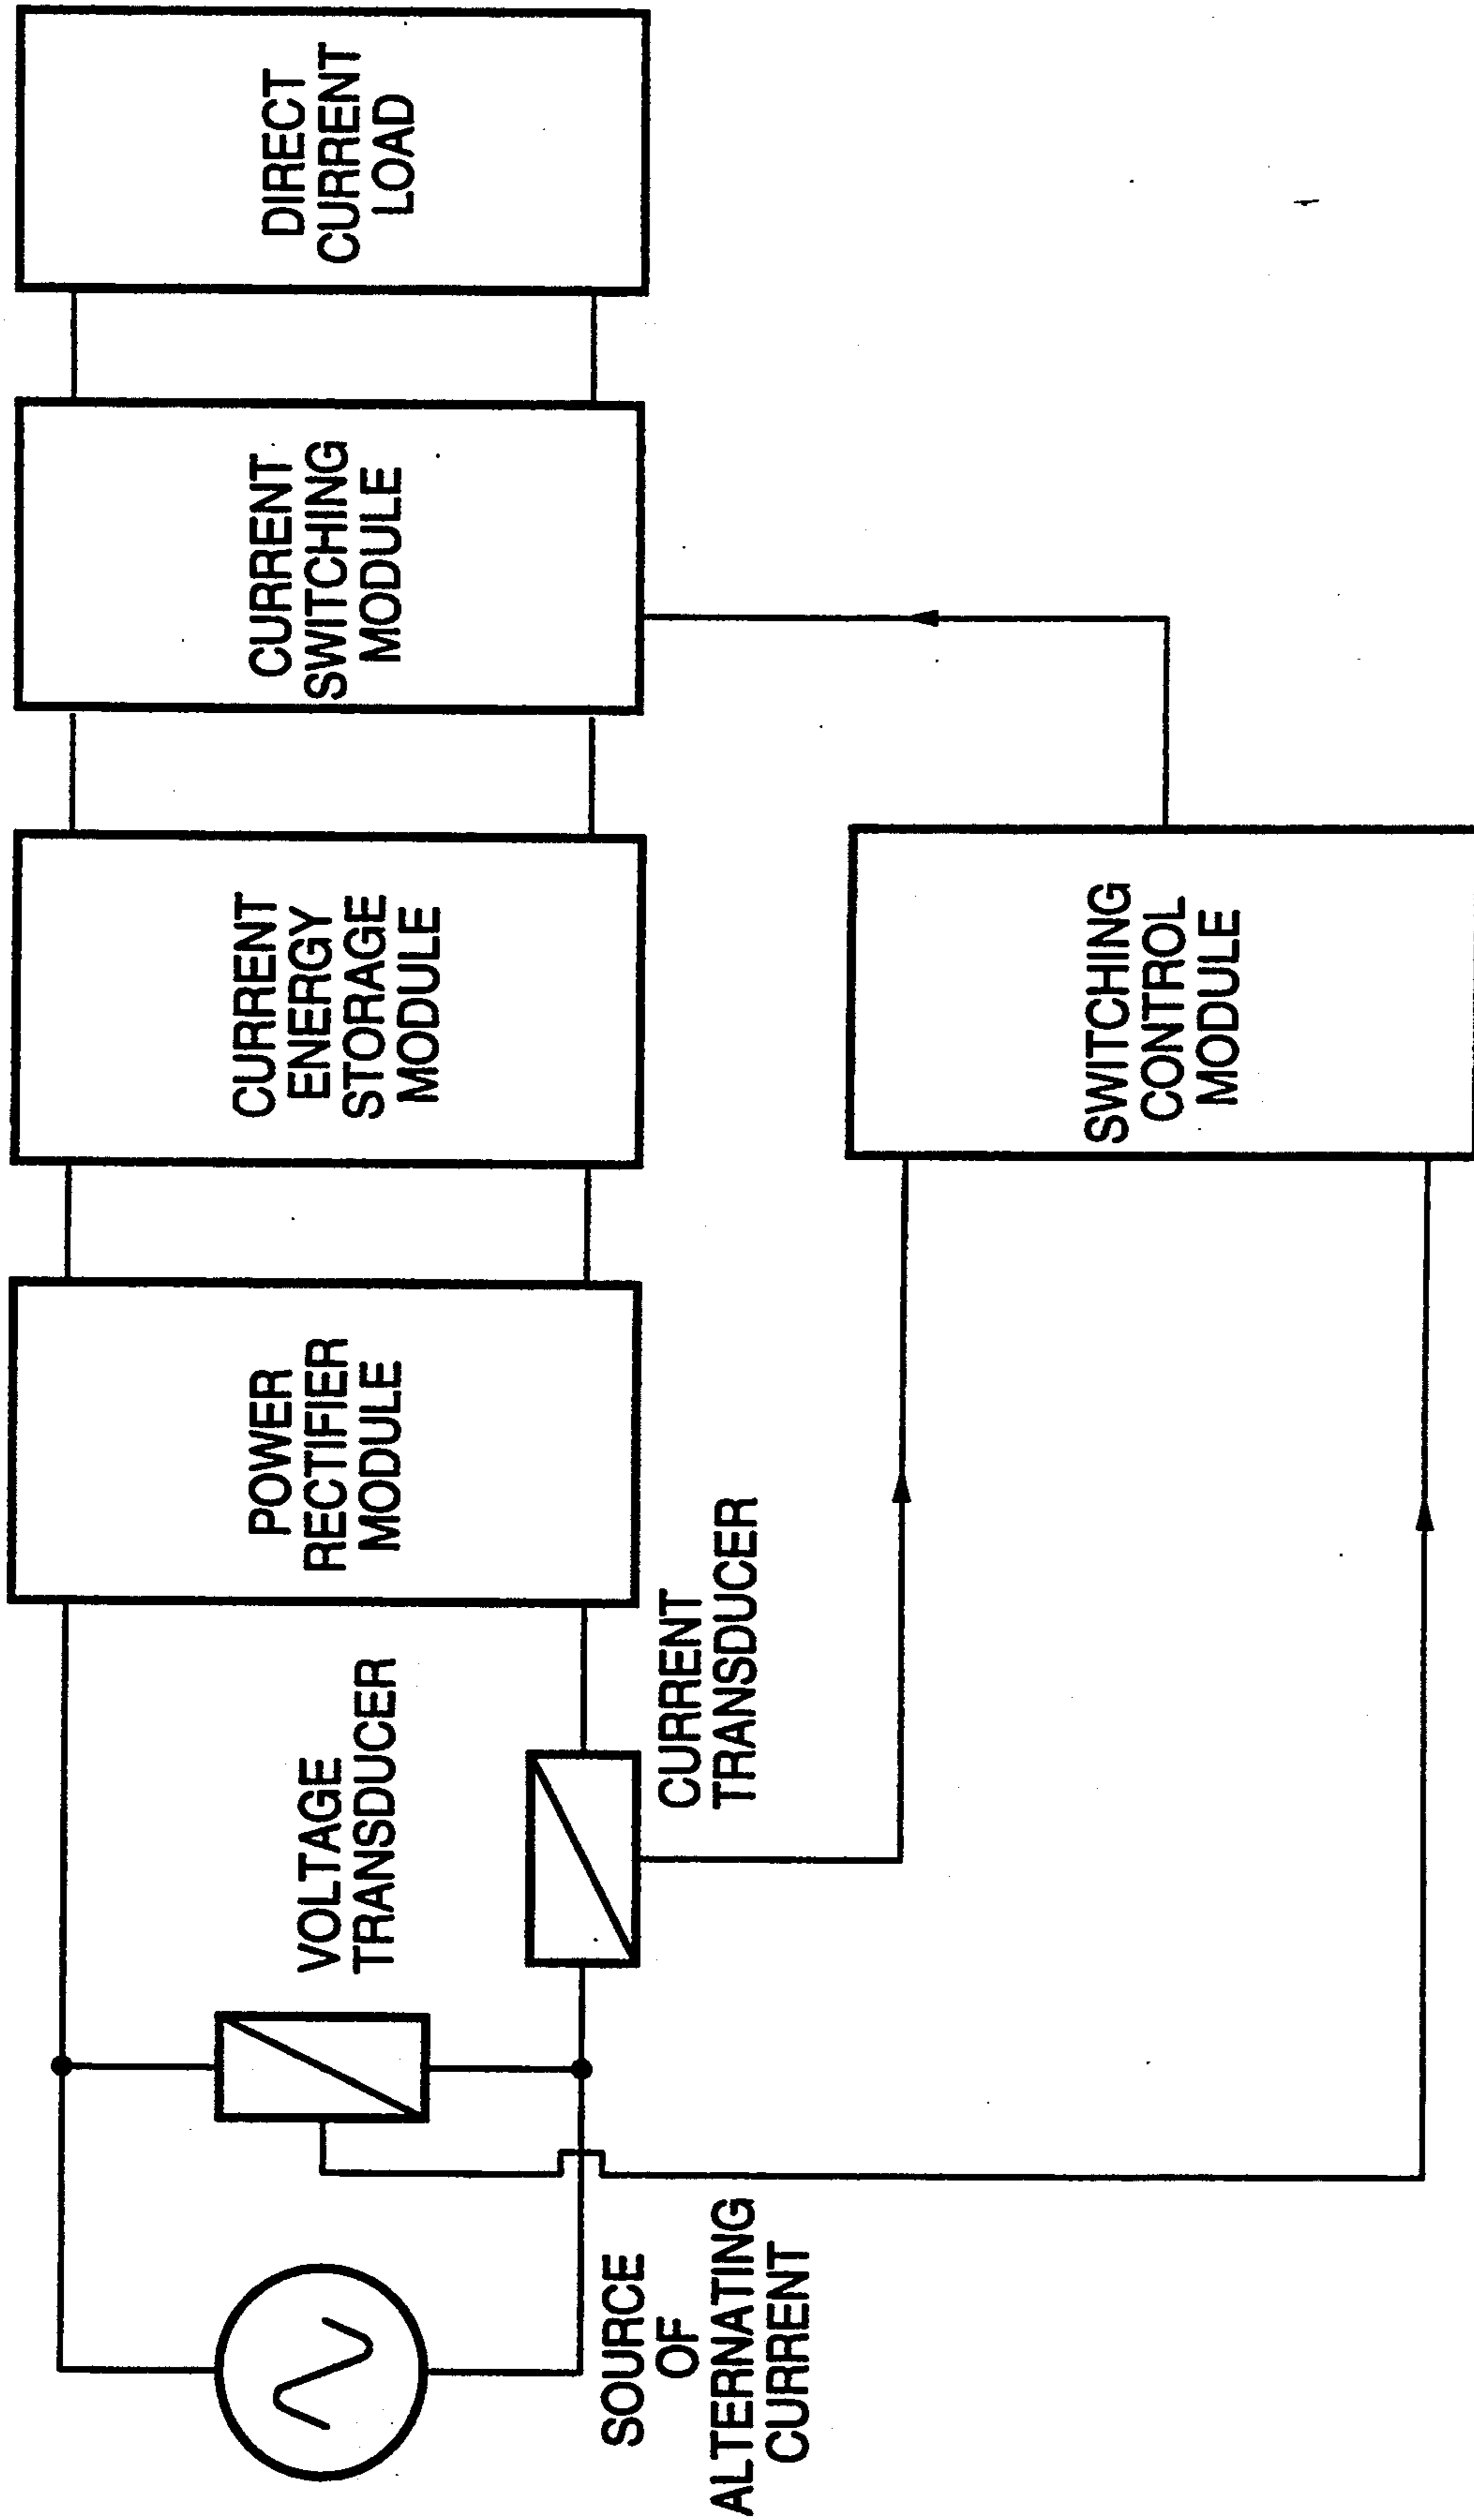 SOURCE
OF
ALTERNATING
CURRENT
VOLTAGE
TRANSDUCER
CURRENT
TRANSDUCER
POWER
RECTIFIER
MODULE
CURRENT
ENERGY
STORAGE
MODULE
CURRENT
SWITCHING
MODULE
DIRECT
CURRENT
LOAD
SWITCHING
CONTROL
MODULE